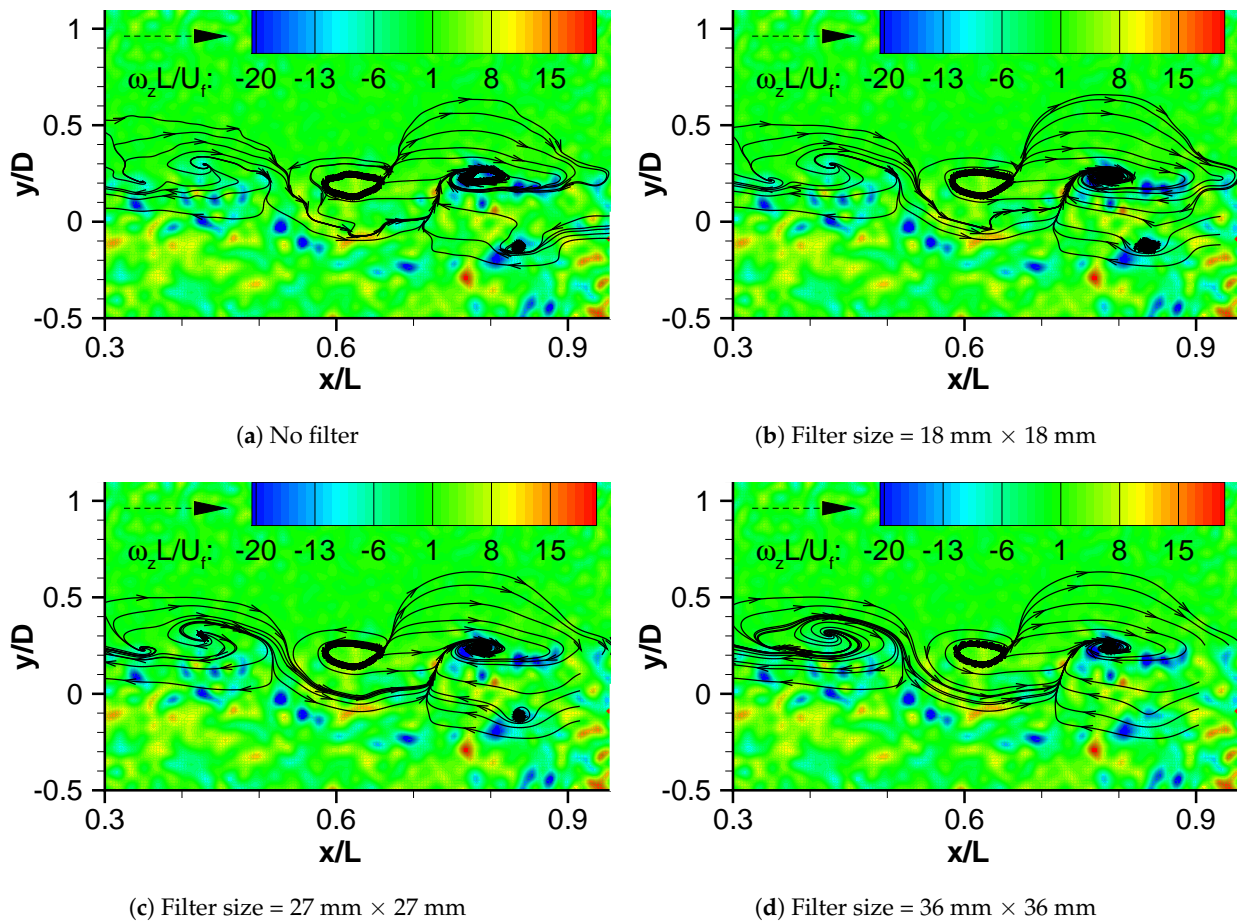 1
ω_zL/U_f: -20 -13 -6 1 8 15
y/D
0.5
0
-0.5
0.3 0.6 0.9
x/L
(a) No filter
1
ω_zL/U_f: -20 -13 -6 1 8 15
y/D
0.5
0
-0.5
0.3 0.6 0.9
x/L
(b) Filter size = 18 mm × 18 mm
1
ω_zL/U_f: -20 -13 -6 1 8 15
y/D
0.5
0
-0.5
0.3 0.6 0.9
x/L
(c) Filter size = 27 mm × 27 mm
1
ω_zL/U_f: -20 -13 -6 1 8 15
y/D
0.5
0
-0.5
0.3 0.6 0.9
x/L
(d) Filter size = 36 mm × 36 mm